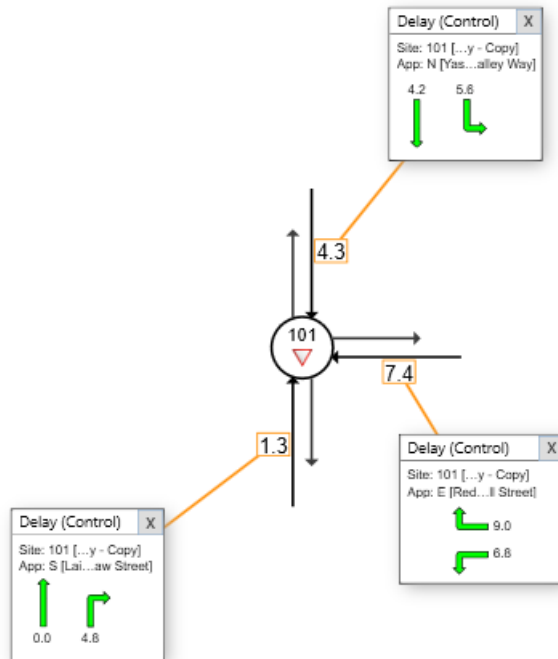 Delay (Control) X
Site: 101 […y - Copy]
App: N [Yas…alley Way]
4.2 5.6
4.3
101
7.4
1.3
Delay (Control) X
Site: 101 […y - Copy]
App: E [Red…ll Street]
9.0
6.8
Delay (Control) X
Site: 101 […y - Copy]
App: S [Lai…aw Street]
0.0 4.8